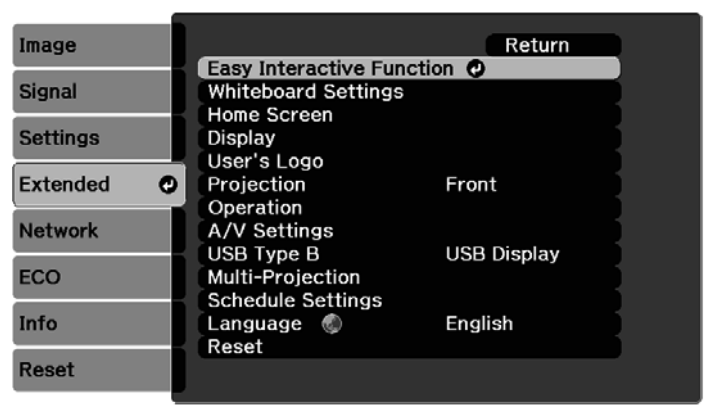 Image
Signal
Settings
Extended
Network
ECO
Info
Reset
Return
Easy Interactive Function
Whiteboard Settings
Home Screen
Display
User's Logo
Projection Front
Operation
A/V Settings
USB Type B USB Display
Multi-Projection
Schedule Settings
Language English
Reset